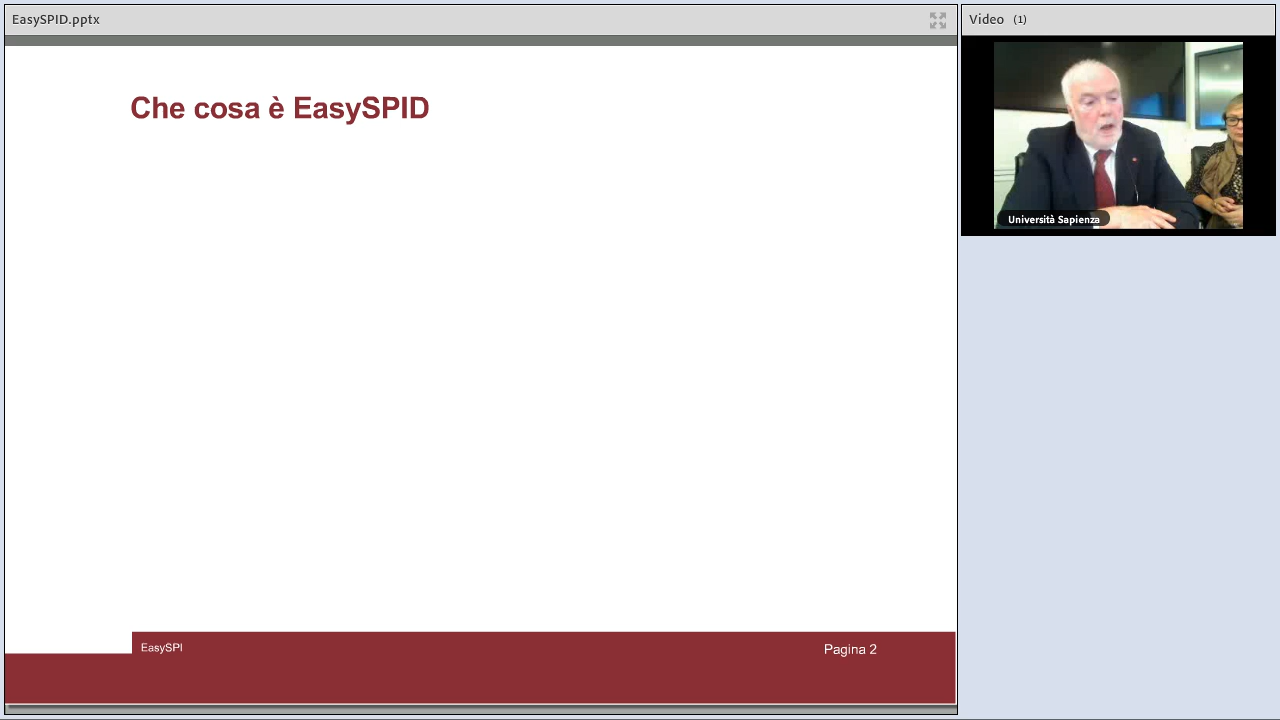 EasySPID.pptx
Video (1)
Che cosa è EasySPID
Università Sapienza
EasySPI
Pagina 2